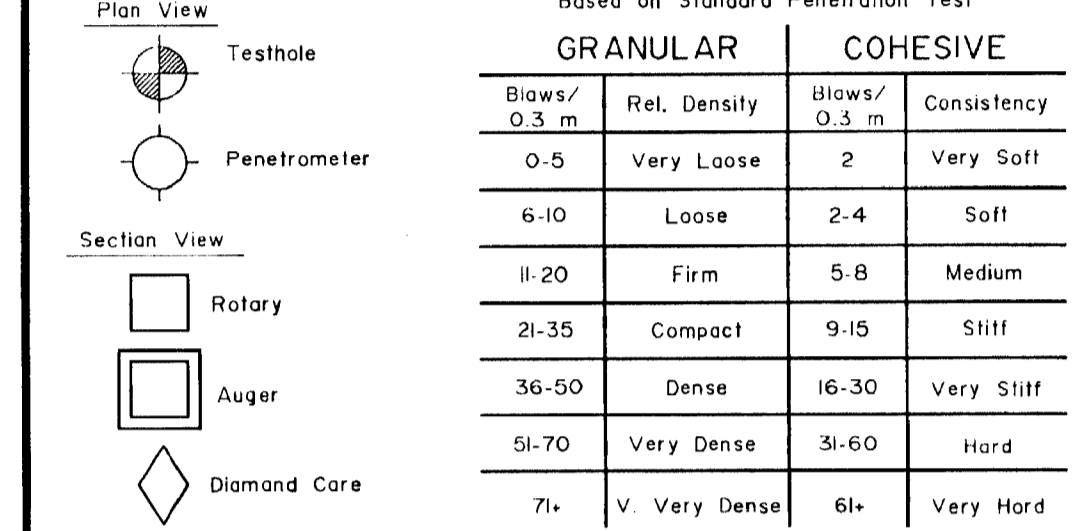 Plan View
Testhole
Penetrometer
Section View
Rotary
Auger
Diamand Care
Based on Standard Penetration Test
GRANULAR COHESIVE
Blaws/ 0.3 m Rel. Density Blaws/ 0.3 m Consistency
0-5 Very Laose 2 Very Soft
6-10 Loose 2-4 Soft
11-20 Firm 5-8 Medium
21-35 Compact 9-15 Stiff
36-50 Dense 16-30 Very Stiff
51-70 Very Dense 31-60 Hard
71+ V. Very Dense 61+ Very Hord